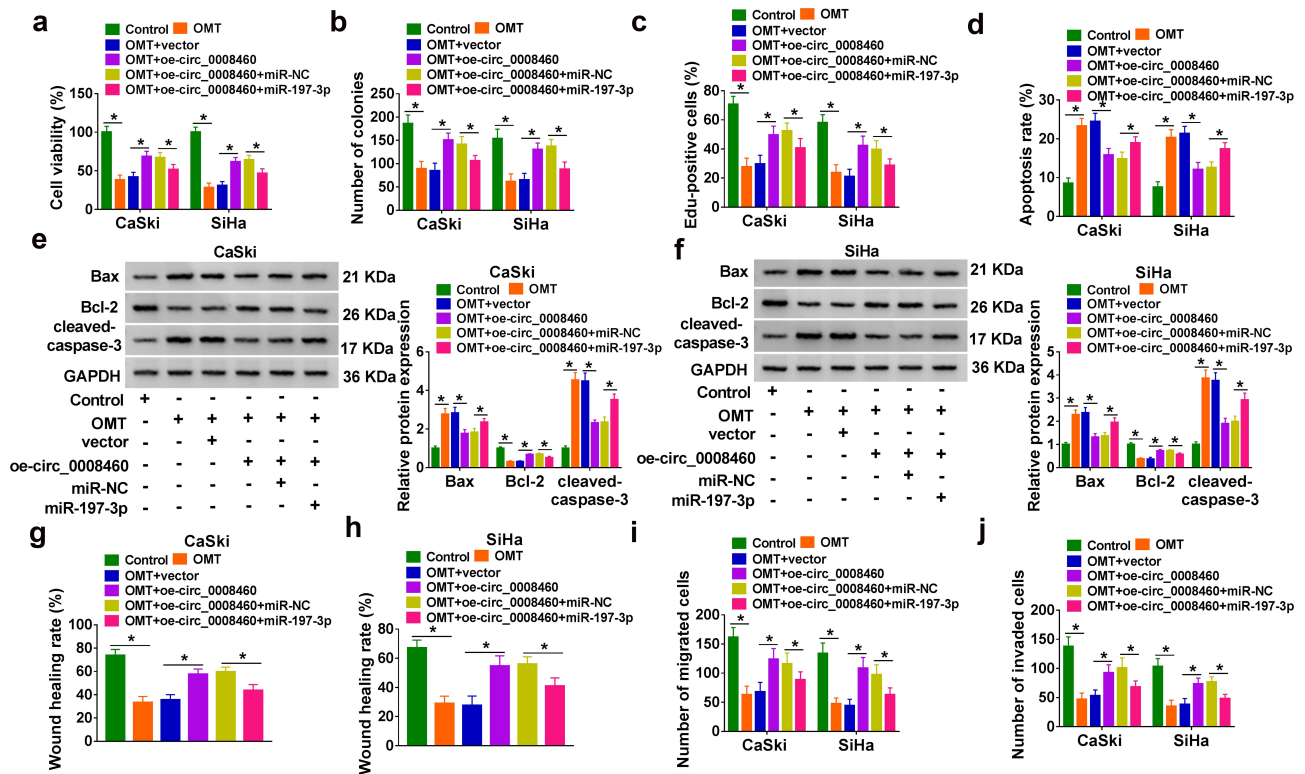 a
Control OMT
OMT+vector
OMT+oe-circ_0008460
OMT+oe-circ_0008460+miR-NC
OMT+oe-circ_0008460+miR-197-3p
Cell viability (%)
150
100
50
0
* * * * * *
CaSki SiHa
b
Control OMT
OMT+vector
OMT+oe-circ_0008460
OMT+oe-circ_0008460+miR-NC
OMT+oe-circ_0008460+miR-197-3p
Number of colonies
250
200
150
100
50
0
* * * * * *
CaSki SiHa
c
Control OMT
OMT+vector
OMT+oe-circ_0008460
OMT+oe-circ_0008460+miR-NC
OMT+oe-circ_0008460+miR-197-3p
Edu-positive cells (%)
80
60
40
20
0
* * * * * *
CaSki SiHa
d
Control OMT
OMT+vector
OMT+oe-circ_0008460
OMT+oe-circ_0008460+miR-NC
OMT+oe-circ_0008460+miR-197-3p
Apoptosis rate (%)
30
20
10
0
* * * * * *
CaSki SiHa
e
CaSki
Bax 21 KDa
Bcl-2 26 KDa
cleaved-
caspase-3 17 KDa
GAPDH 36 KDa
Control + - - - - -
OMT - + + + + +
vector - - + - - -
oe-circ_0008460 - - - + + +
miR-NC - - - - + -
miR-197-3p - - - - - +
CaSki
Control OMT
OMT+vector
OMT+oe-circ_0008460
OMT+oe-circ_0008460+miR-NC
OMT+oe-circ_0008460+miR-197-3p
Relative protein expression
6
4
2
0
* * * * * * * * *
Bax Bcl-2 cleaved-
caspase-3
f
SiHa
Bax 21 KDa
Bcl-2 26 KDa
cleaved-
caspase-3 17 KDa
GAPDH 36 KDa
Control + - - - - -
OMT - + + + + +
vector - - + - - -
oe-circ_0008460 - - - + + +
miR-NC - - - - + -
miR-197-3p - - - - - +
SiHa
Control OMT
OMT+vector
OMT+oe-circ_0008460
OMT+oe-circ_0008460+miR-NC
OMT+oe-circ_0008460+miR-197-3p
Relative protein expression
5
4
3
2
1
0
* * * * * * * * *
Bax Bcl-2 cleaved-
caspase-3
g
CaSki
Control OMT
OMT+vector
OMT+oe-circ_0008460
OMT+oe-circ_0008460+miR-NC
OMT+oe-circ_0008460+miR-197-3p
Wound healing rate (%)
100
80
60
40
20
0
* * *
h
SiHa
Control OMT
OMT+vector
OMT+oe-circ_0008460
OMT+oe-circ_0008460+miR-NC
OMT+oe-circ_0008460+miR-197-3p
Wound healing rate (%)
80
60
40
20
0
* * *
i
Control OMT
OMT+vector
OMT+oe-circ_0008460
OMT+oe-circ_0008460+miR-NC
OMT+oe-circ_0008460+miR-197-3p
Number of migrated cells
200
150
100
50
0
* * * * * *
CaSki SiHa
j
Control OMT
OMT+vector
OMT+oe-circ_0008460
OMT+oe-circ_0008460+miR-NC
OMT+oe-circ_0008460+miR-197-3p
Number of invaded cells
200
150
100
50
0
* * * * * *
CaSki SiHa